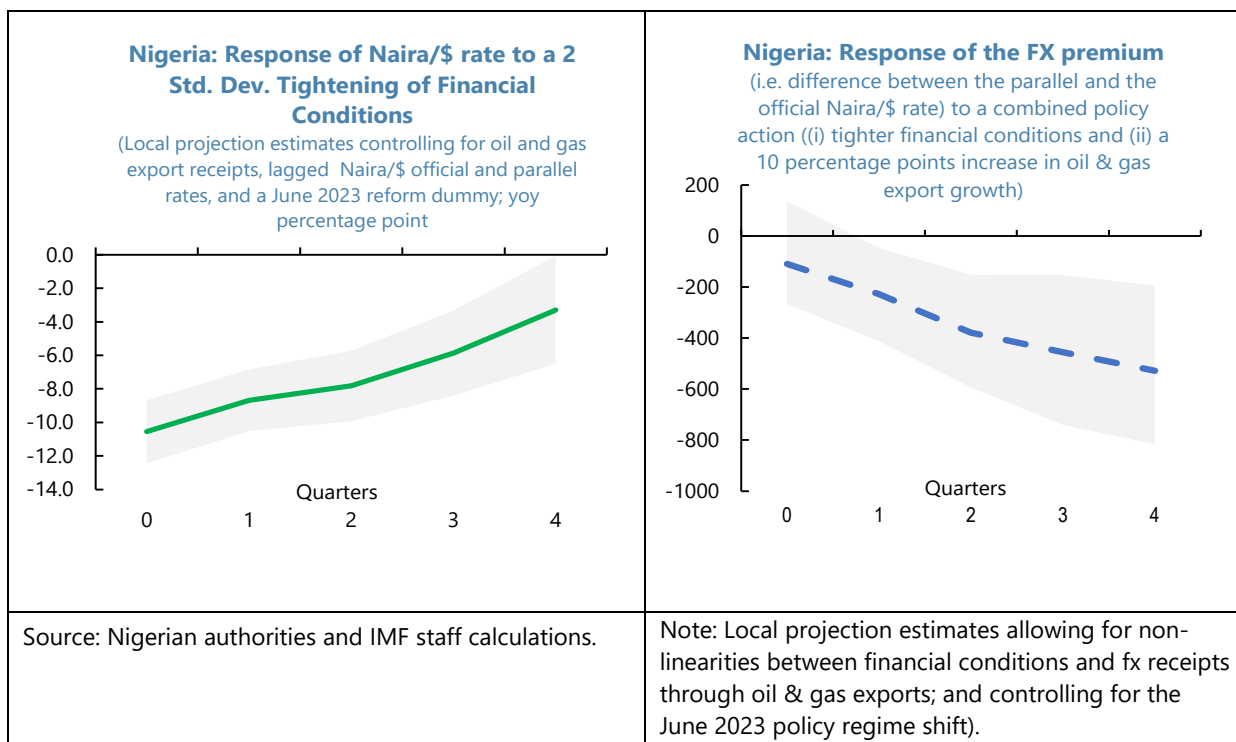 Nigeria: Response of Naira/$ rate to a 2
Std. Dev. Tightening of Financial
Conditions
(Local projection estimates controlling for oil and gas
export receipts, lagged Naira/$ official and parallel
rates, and a June 2023 reform dummy; yoy
percentage point
0.0
-2.0
-4.0
-6.0
-8.0
-10.0
-12.0
-14.0
Quarters
0 1 2 3 4
Nigeria: Response of the FX premium
(i.e. difference between the parallel and the
official Naira/$ rate) to a combined policy
action ((i) tighter financial conditions and (ii) a
10 percentage points increase in oil & gas
export growth)
200
0
-200
-400
-600
-800
-1000
Quarters
0 1 2 3 4
Source: Nigerian authorities and IMF staff calculations.
Note: Local projection estimates allowing for non-
linearities between financial conditions and fx receipts
through oil & gas exports; and controlling for the
June 2023 policy regime shift).